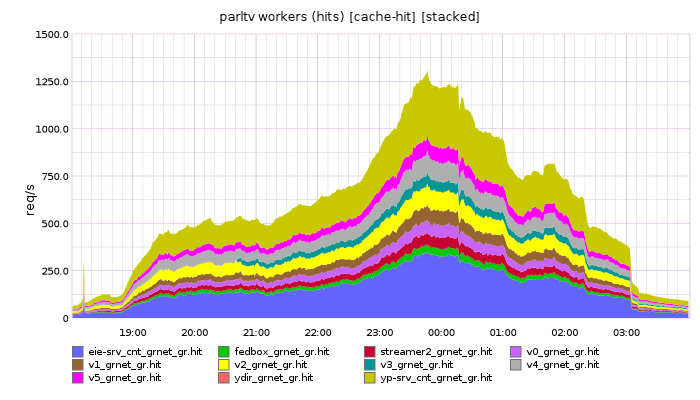 parltv workers (hits) [cache-hit] [stacked]
1500.0
1250.0
1000.0
750.0
500.0
250.0
0
req/s
19:00 20:00 21:00 22:00 23:00 00:00 01:00 02:00 03:00
eie-srv_cnt_grnet_gr.hit fedbox_grnet_gr.hit streamer2_grnet_gr.hit v0_grnet_gr.hit
v1_grnet_gr.hit v2_grnet_gr.hit v3_grnet_gr.hit v4_grnet_gr.hit
v5_grnet_gr.hit ydir_grnet_gr.hit yp-srv_cnt_grnet_gr.hit